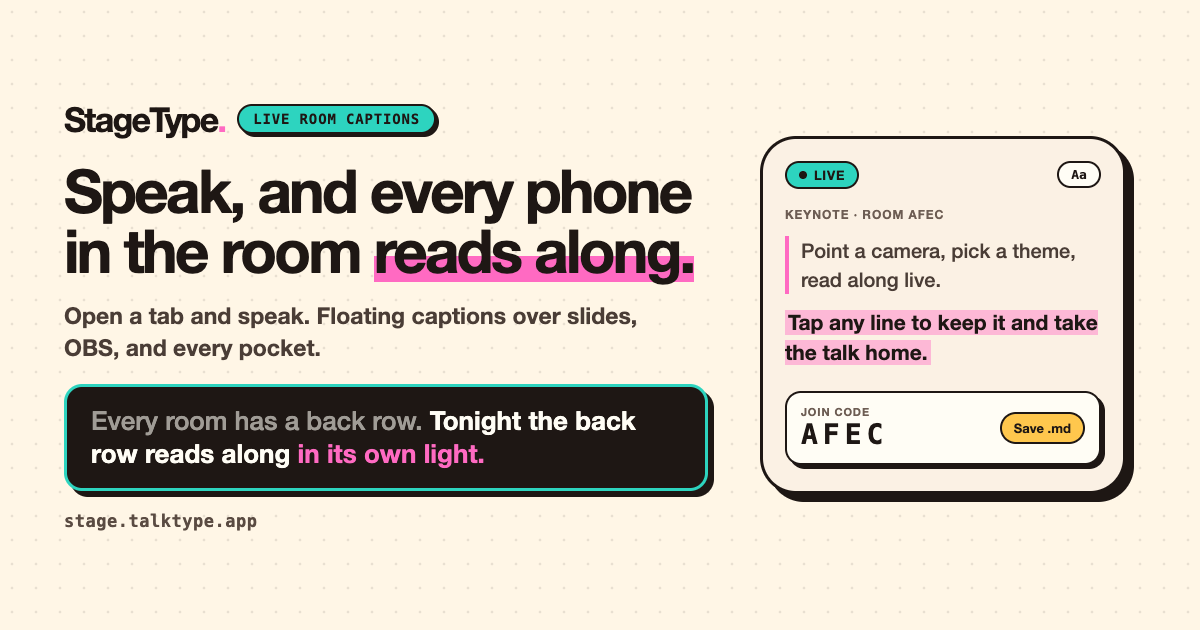 StageType.
LIVE ROOM CAPTIONS
Speak, and every phone
in the room reads along.
Open a tab and speak. Floating captions over slides,
OBS, and every pocket.
Every room has a back row. Tonight the back
row reads along in its own light.
stage.talktype.app
LIVE
Aa
KEYNOTE · ROOM AFEC
Point a camera, pick a theme,
read along live.
Tap any line to keep it and take
the talk home.
JOIN CODE
AFEC
Save .md